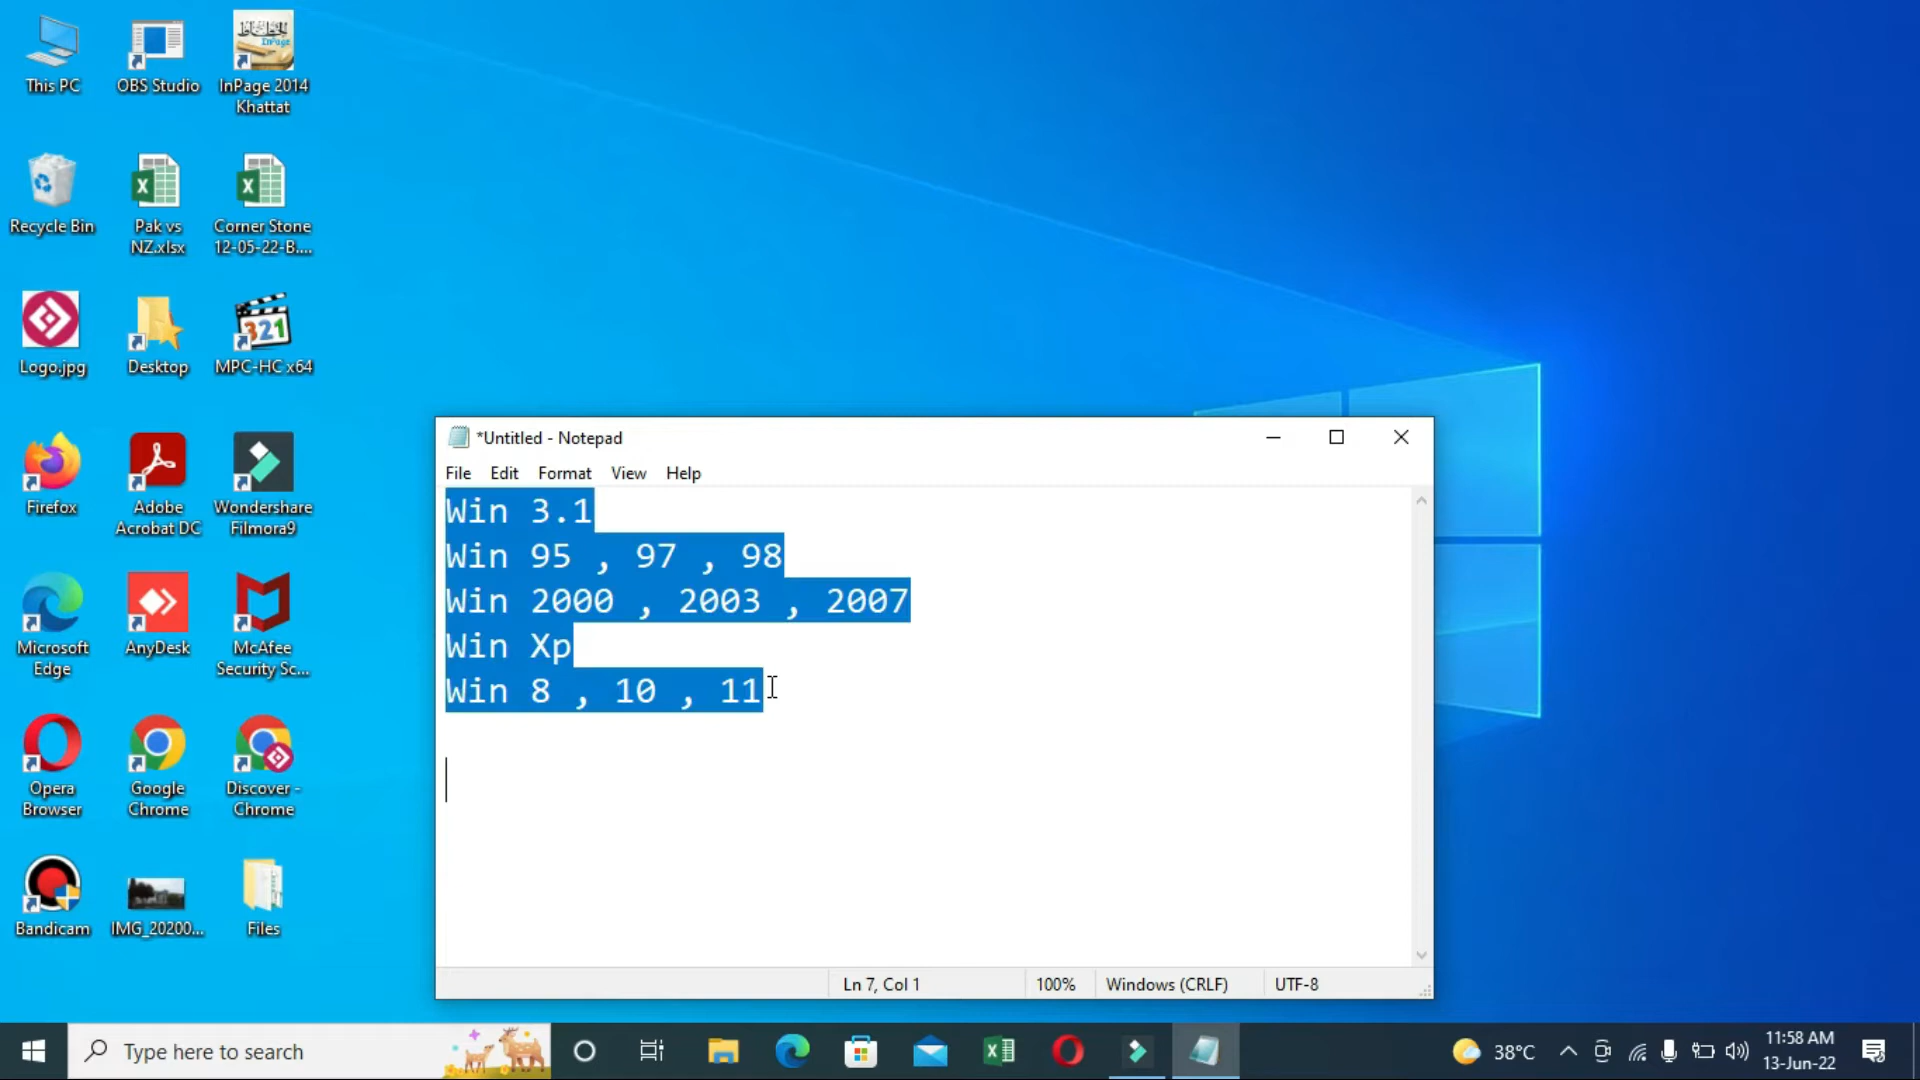 This PC
OBS Studio
InPage 2014
Khattat
Recycle Bin
Pak vs
NZ.xlsx
Corner Stone
12-05-22-B....
Logo.jpg
Desktop
MPC-HC x64
Firefox
Adobe
Acrobat DC
Wondershare
Filmora9
Microsoft
Edge
AnyDesk
McAfee
Security Sc...
Opera
Browser
Google
Chrome
Discover -
Chrome
Bandicam
IMG_20200...
Files
*Untitled - Notepad
File Edit Format View Help
Win 3.1
Win 95 , 97 , 98
Win 2000 , 2003 , 2007
Win Xp
Win 8 , 10 , 11
Ln 7, Col 1 100% Windows (CRLF) UTF-8
Type here to search
38°C
11:58 AM
13-Jun-22